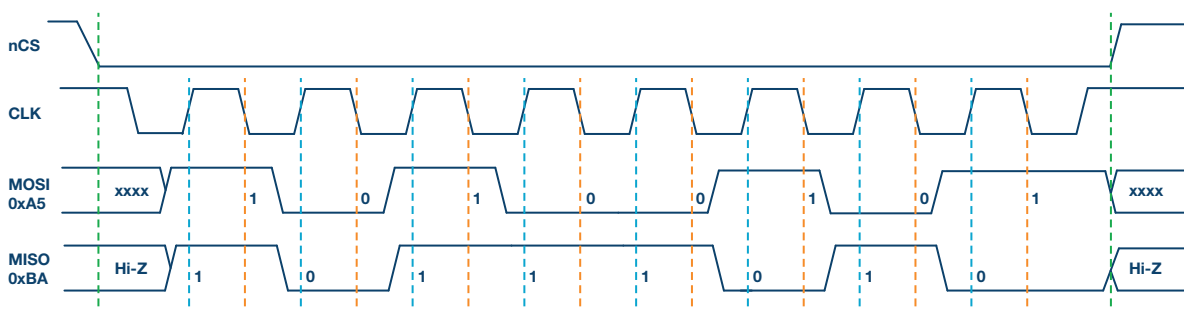 nCS
CLK
MOSI
0xA5
xxxx 1 0 1 0 0 1 0 1 xxxx
MISO
0xBA
Hi-Z 1 0 1 1 1 0 1 0 Hi-Z